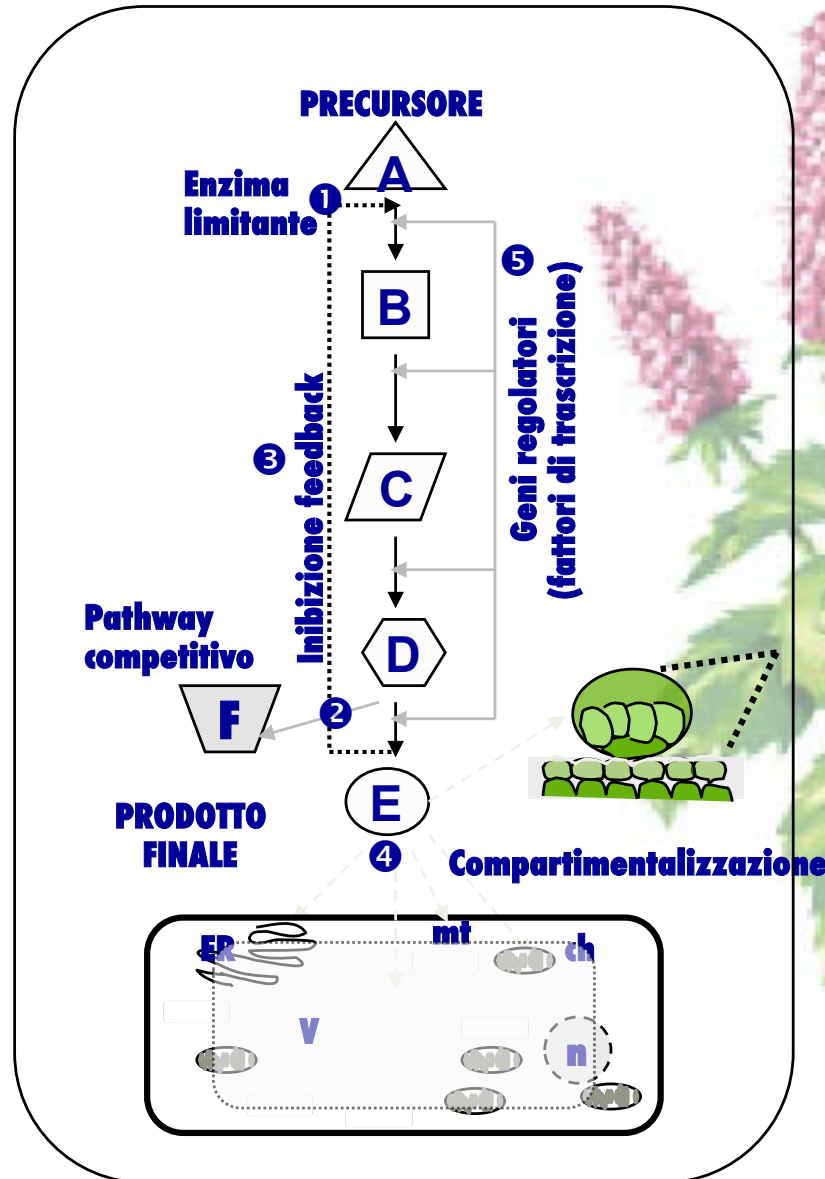 PRECURSORE
A
Enzima
limitante
❶
❺
B
Geni regolatori
(fattori di trascrizione)
Inibizione feedback
❸
C
Pathway
competitivo
D
F
❷
E
PRODOTTO
FINALE
❹
Compartimentalizzazione
ER
mt
ch
V
n